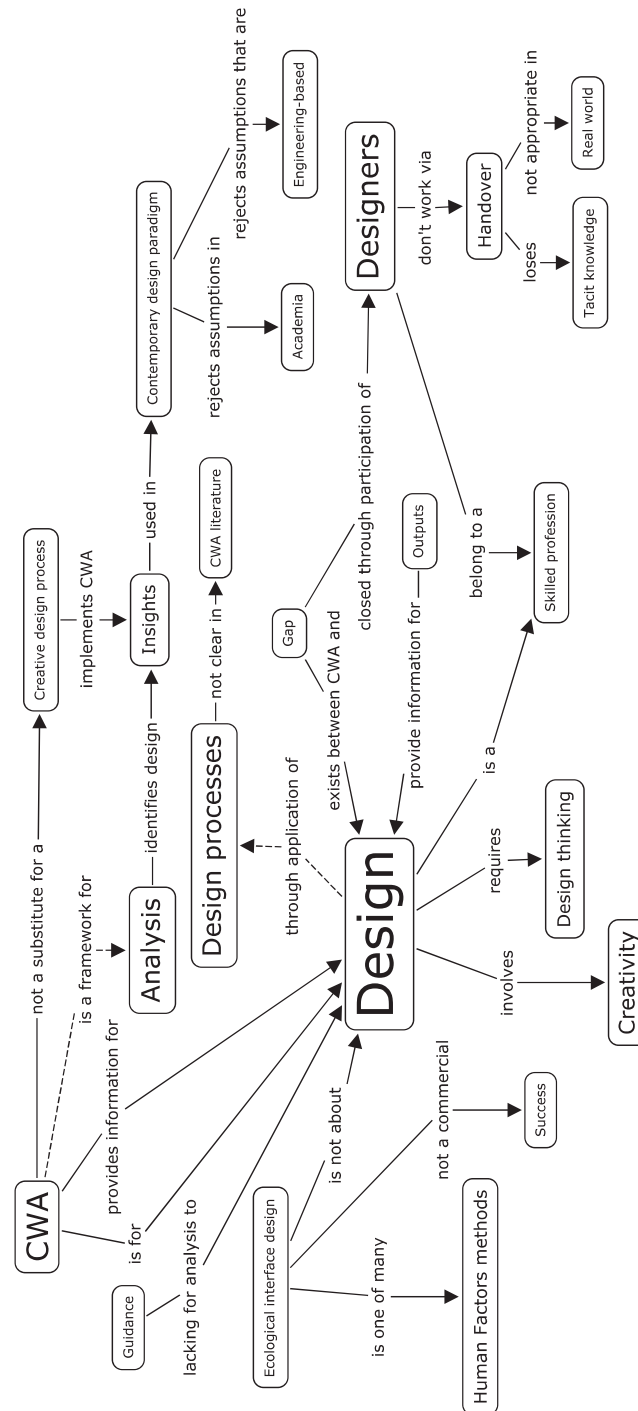 CWA
not a substitute for a
Creative design process
implements CWA
is a framework for
Analysis
identifies design
Insights
used in
Contemporary design paradigm
rejects assumptions in
Academia
rejects assumptions that are
Engineering-based
provides information for
is for
Guidance
lacking for analysis to
Design processes
not clear in
CWA literature
through application of
Gap
exists between CWA and
closed through participation of
Designers
don't work via
Handover
not appropriate in
Real world
loses
Tacit knowledge
Outputs
provide information for
belong to a
Skilled profession
Ecological interface design
is not about
Design
is a
requires
Design thinking
involves
Creativity
not a commercial
Success
is one of many
Human Factors methods